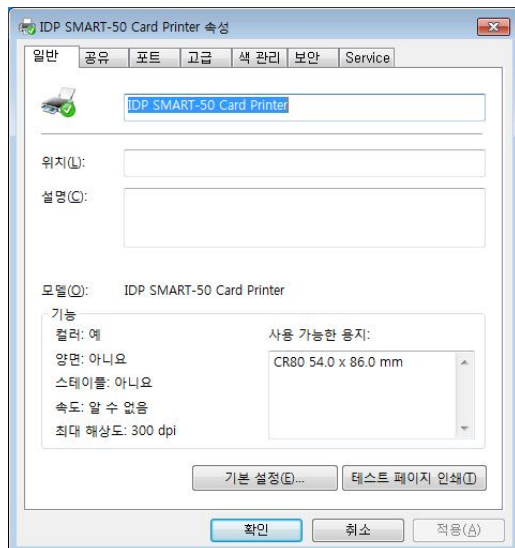 IDP SMART-50 Card Printer 속성
일반 공유 포트 고급 색 관리 보안 Service
IDP SMART-50 Card Printer
위치(L):
설명(C):
모델(O): IDP SMART-50 Card Printer
기능
컬러: 예
사용 가능한 용지:
양면: 아니요
CR80 54.0 x 86.0 mm
스테이플: 아니요
속도: 알 수 없음
최대 해상도: 300 dpi
기본 설정(E)... 테스트 페이지 인쇄(T)
확인 취소 적용(A)